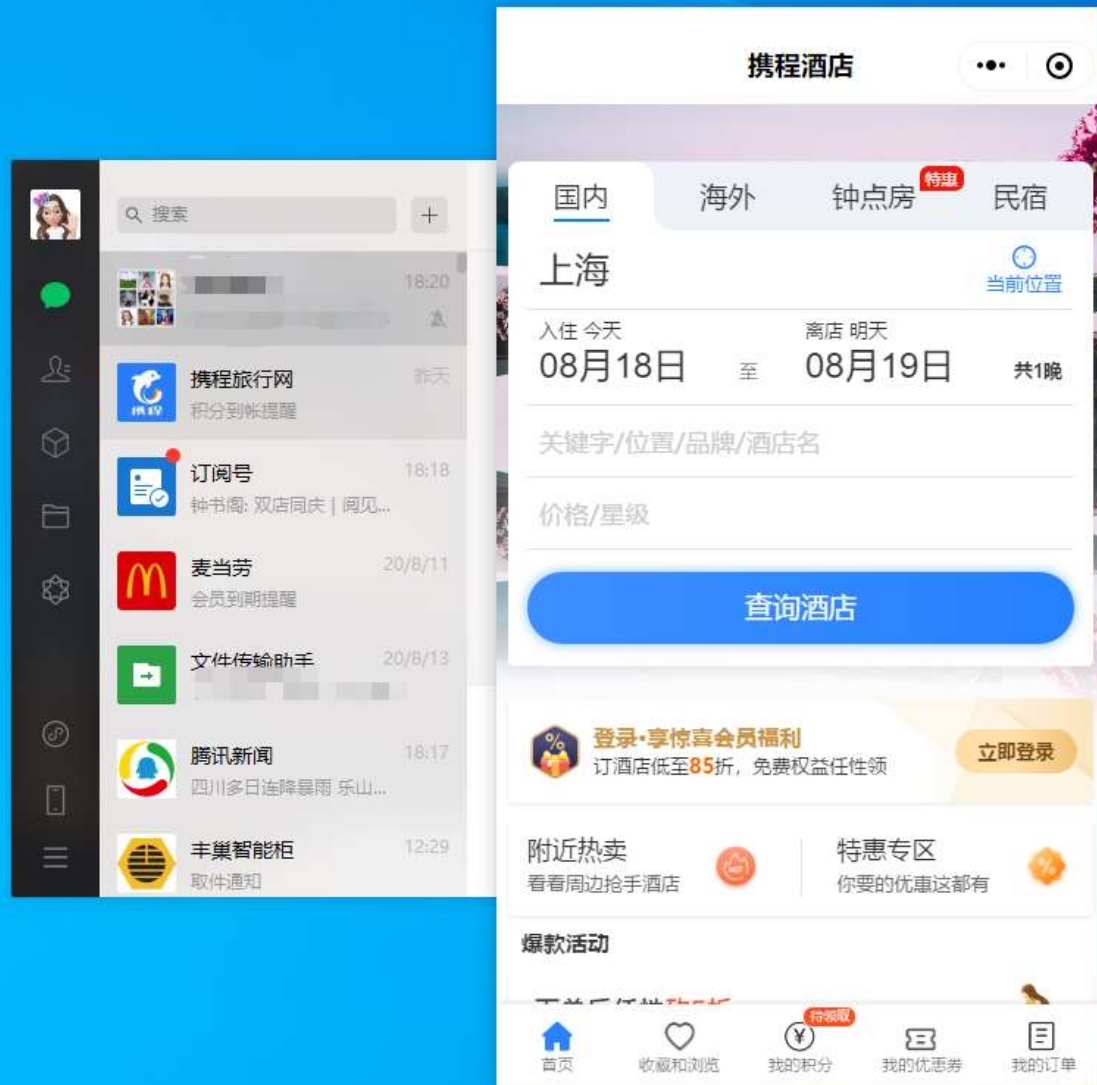 搜索
18:20
携程旅行网
昨天
积分到帐提醒
携程
订阅号
18:18
钟书阁: 双店同庆 | 阅见...
麦当劳
20/8/11
会员到期提醒
文件传输助手
20/8/13
腾讯新闻
18:17
四川多日连降暴雨 乐山...
丰巢智能柜
12:29
取件通知
携程酒店
国内
海外
钟点房
特惠
民宿
上海
当前位置
入住 今天
离店 明天
08月18日
至
08月19日
共1晚
关键字/位置/品牌/酒店名
价格/星级
查询酒店
登录·享惊喜会员福利
订酒店低至85折，免费权益任性领
立即登录
附近热卖
看看周边抢手酒店
HOT
特惠专区
你要的优惠这都有
爆款活动
待领取
首页
收藏和浏览
我的积分
我的优惠券
我的订单